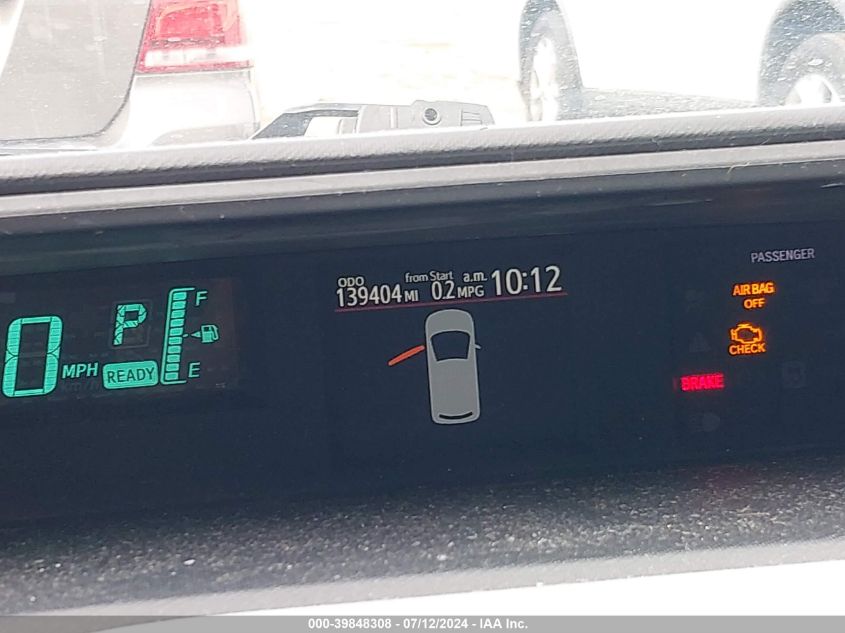 PASSENGER
ODO from Start a.m. 10:12
139404 MI 0.2 MPG
AIR BAG
OFF
F
P
0 MPH
READY
E
CHECK
BRAKE
000-39848308 - 07/12/2024 - IAA Inc.